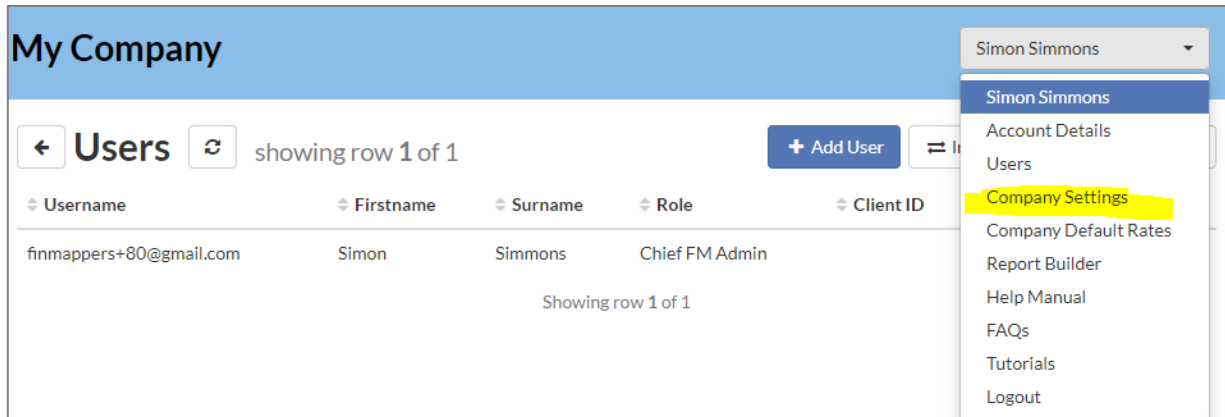 My Company
Simon Simmons
Users
showing row 1 of 1
+ Add User
Username Firstname Surname Role Client ID
finmappers+80@gmail.com Simon Simmons Chief FM Admin
Showing row 1 of 1
Simon Simmons
Account Details
Users
Company Settings
Company Default Rates
Report Builder
Help Manual
FAQs
Tutorials
Logout